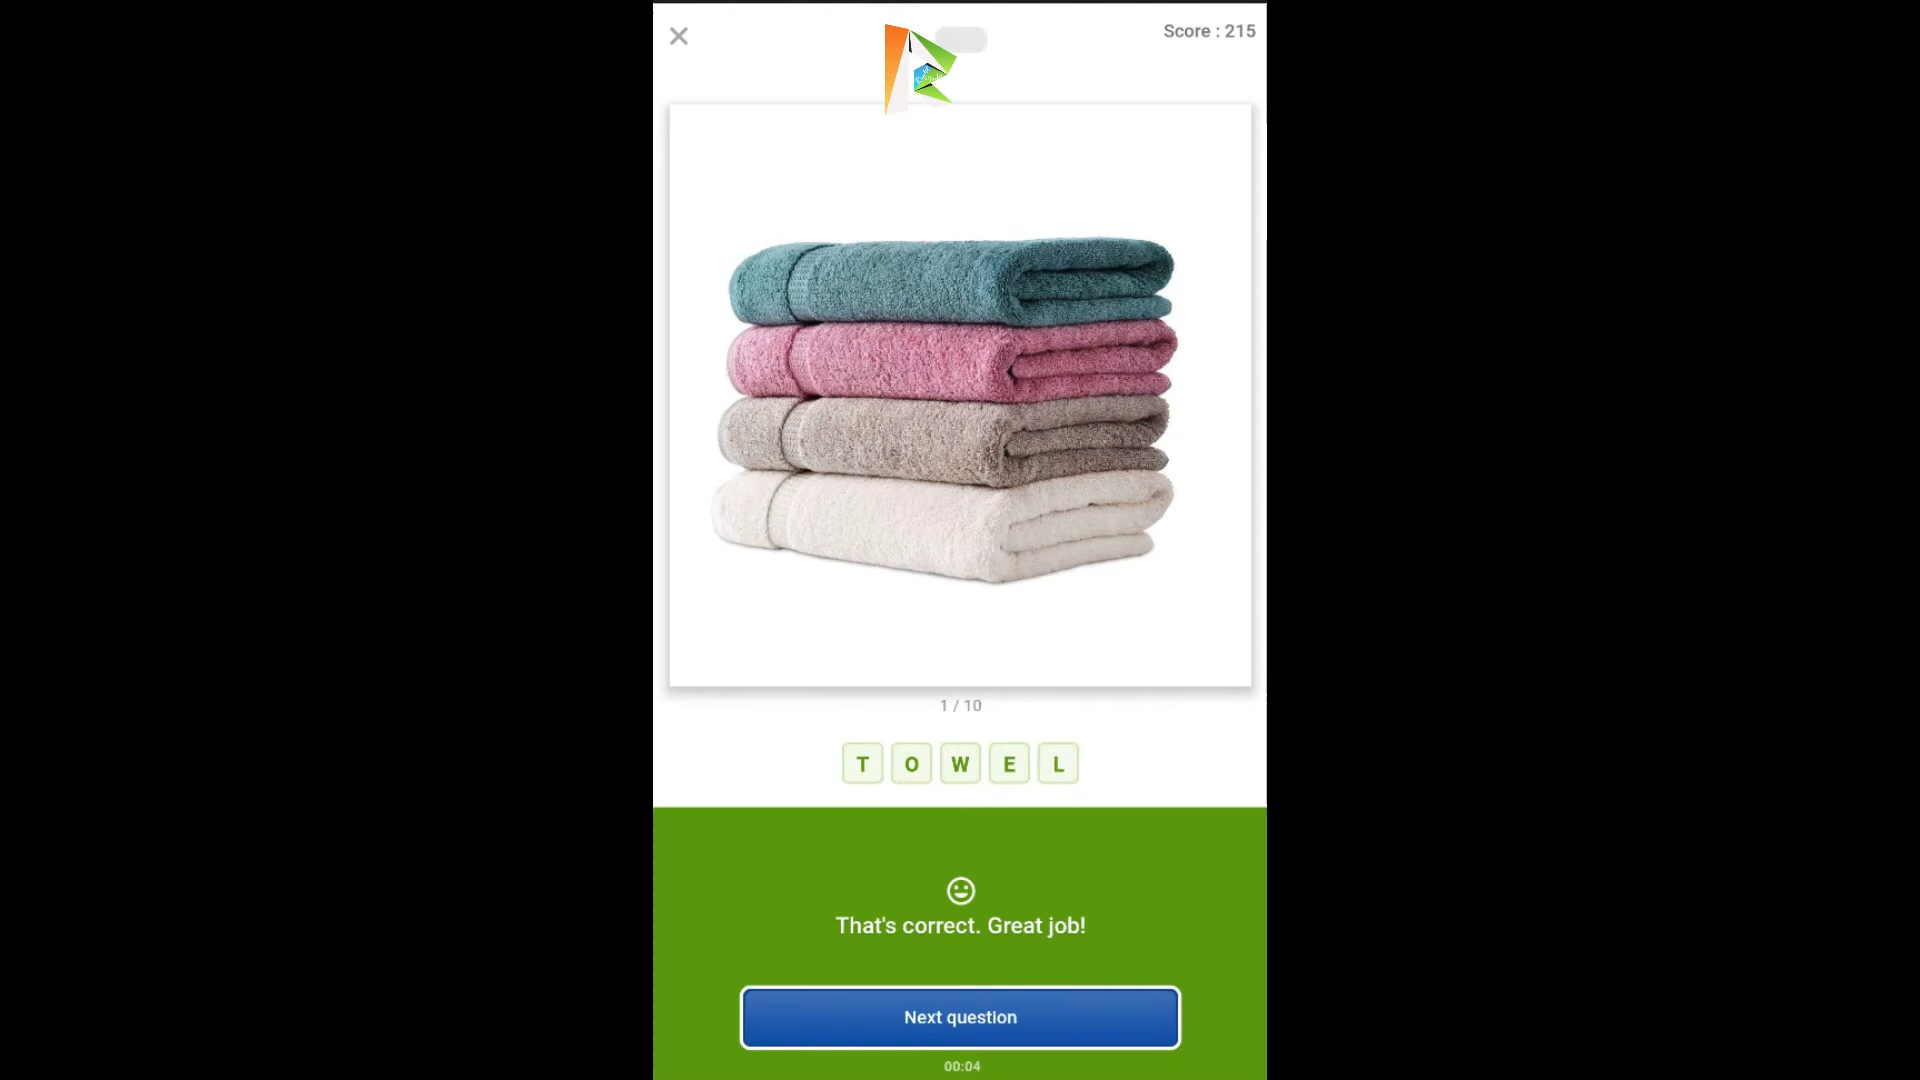 Score : 215
1 / 10
T O W E L
That's correct. Great job!
Next question
00:04